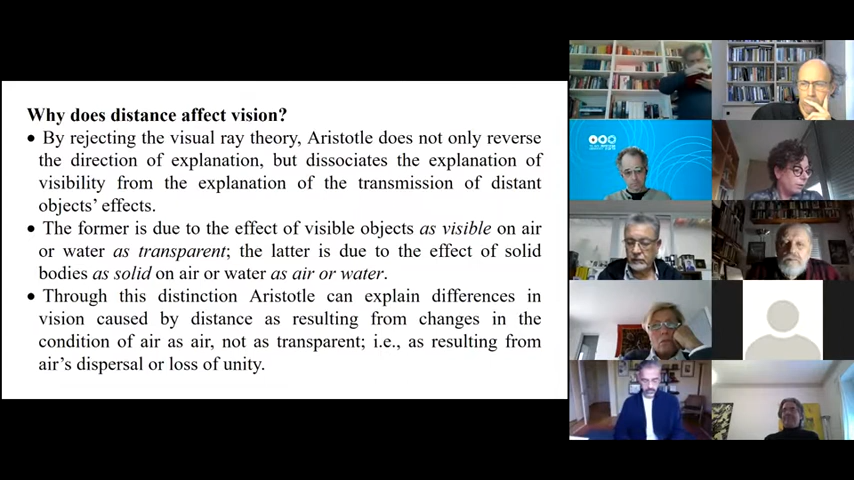 Why does distance affect vision?
• By rejecting the visual ray theory, Aristotle does not only reverse
the direction of explanation, but dissociates the explanation of
visibility from the explanation of the transmission of distant
objects’ effects.
• The former is due to the effect of visible objects as visible on air
or water as transparent; the latter is due to the effect of solid
bodies as solid on air or water as air or water.
• Through this distinction Aristotle can explain differences in
vision caused by distance as resulting from changes in the
condition of air as air, not as transparent; i.e., as resulting from
air’s dispersal or loss of unity.